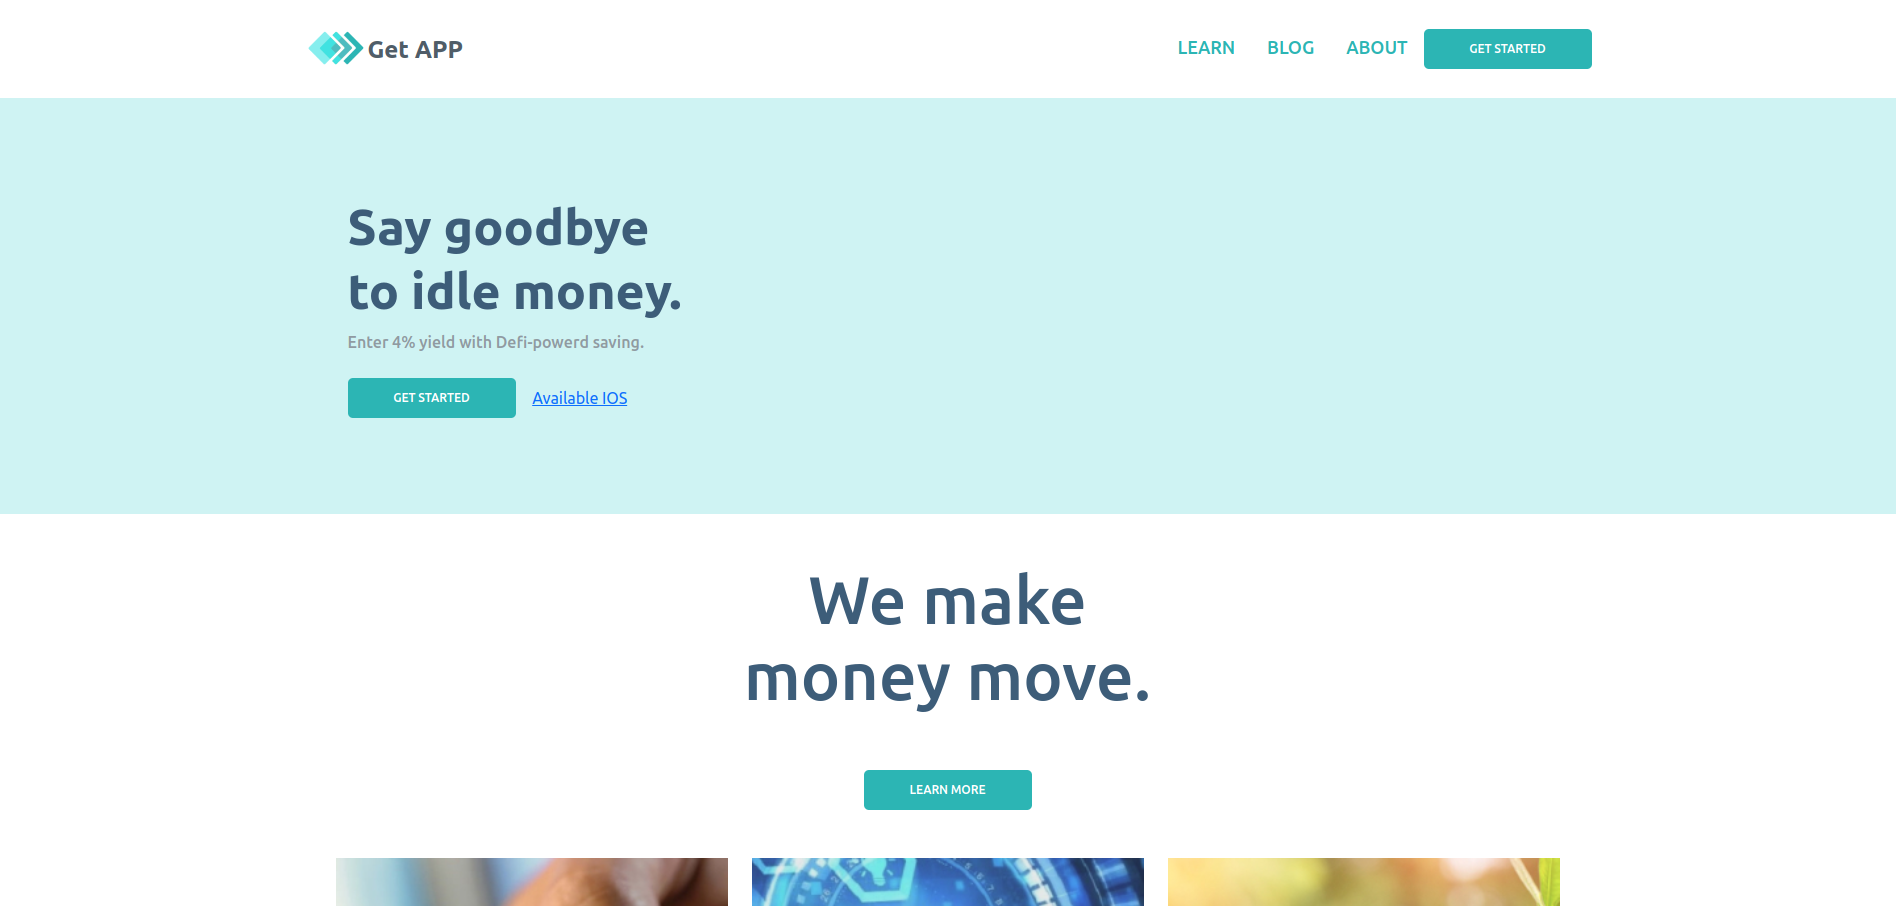 Get APP
LEARN BLOG ABOUT GET STARTED
Say goodbye
to idle money.
Enter 4% yield with Defi-powerd saving.
GET STARTED Available IOS
We make
money move.
LEARN MORE